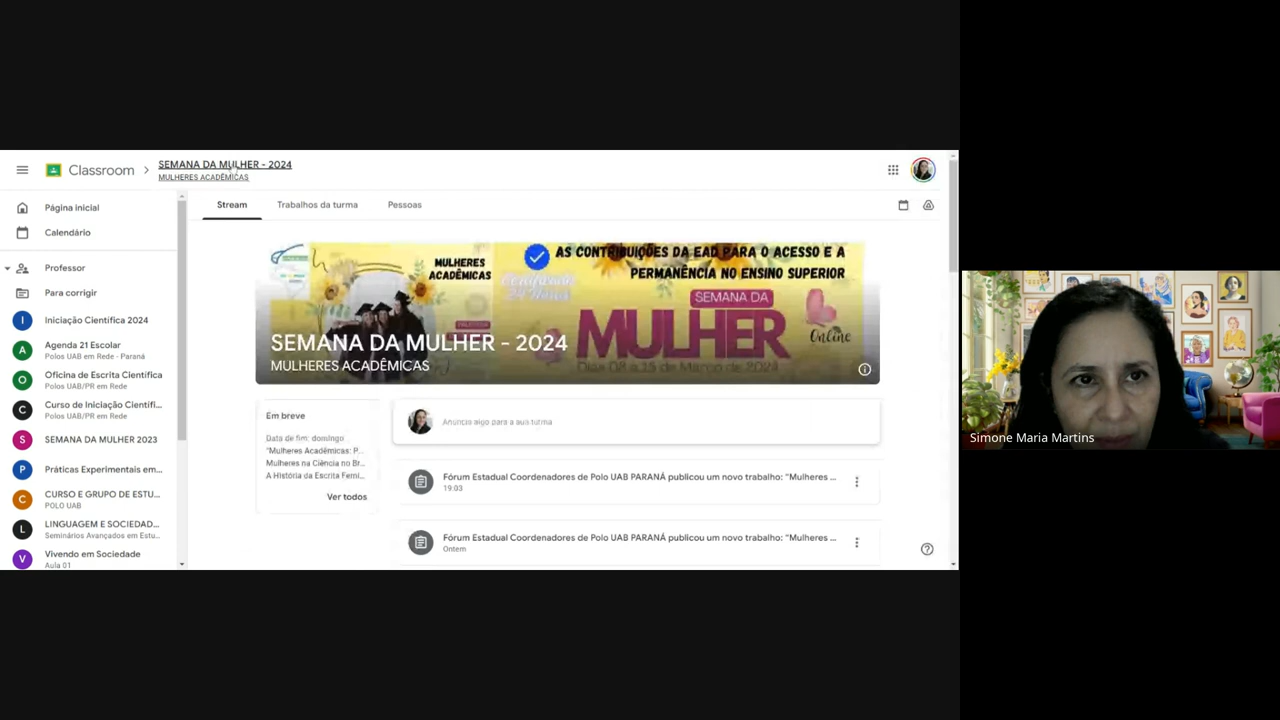 Classroom
SEMANA DA MULHER - 2024
MULHERES ACADÊMICAS
Página inicial
Calendário
Professor
Para corrigir
I
Iniciação Científica 2024
A
Agenda 21 Escolar
Polos UAB em Rede - Paraná
O
Oficina de Escrita Científica
Polos UAB/PR em Rede
C
Curso de Iniciação Científi...
Polos UAB/PR em Rede
S
SEMANA DA MULHER 2023
P
Práticas Experimentais em...
C
CURSO E GRUPO DE ESTU...
POLO UAB
L
LINGUAGEM E SOCIEDAD...
Seminários Avançados em Estu...
V
Vivendo em Sociedade
Aula 01
Stream
Trabalhos da turma
Pessoas
MULHERES
ACADÊMICAS
AS CONTRIBUIÇÕES DA EAD PARA O ACESSO E A
PERMANÊNCIA NO ENSINO SUPERIOR
SEMANA DA
MULHER
Online
Dias 08 a 15 de Março de 2024
SEMANA DA MULHER - 2024
MULHERES ACADÊMICAS
Em breve
Data de fim: domingo
"Mulheres Acadêmicas: P...
Mulheres na Ciência no Br...
A História da Escrita Femi...
Ver todos
Anuncie algo para a sua turma
Fórum Estadual Coordenadores de Polo UAB PARANÁ publicou um novo trabalho: "Mulheres ...
19:03
Fórum Estadual Coordenadores de Polo UAB PARANÁ publicou um novo trabalho: "Mulheres ...
Ontem
Simone Maria Martins